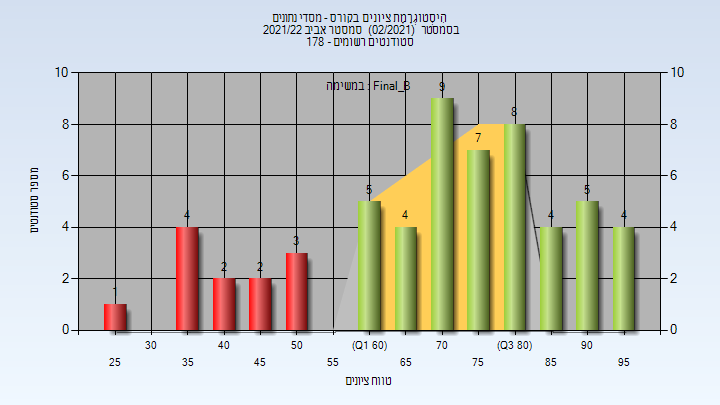 היסטוגרמת ציונים בקורס - מסדי נתונים
בסמסטר (02/2021) סמסטר אביב 2021/22
סטודנטים רשומים - 178
במשימה : Final_B
מספר סטודנטים
10 10
8 8
6 6
4 4
2 2
0 0
1 4 2 2 3 5 4 9 7 8 4 5 4
30 40 50 (Q1 60) 70 (Q3 80) 90
25 35 45 55 65 75 85 95
טווח ציונים